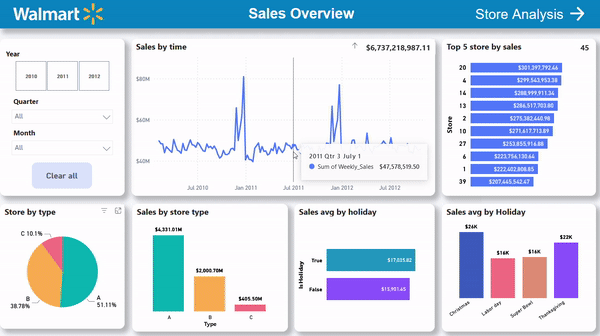 Walmart
Sales Overview
Store Analysis
Year
2010
2011
2012
Quarter
All
Month
All
Clear all
Sales by time
$6,737,218,987.11
$80M
$60M
$40M
Jul 2010
Jan 2011
Jul 2011
Jan 2012
Jul 2012
2011 Qtr 3 July 1
Sum of Weekly_Sales
$47,578,519.50
Top 5 store by sales
45
Store
20
$301,397,792.46
4
$299,543,953.38
14
$288,999,911.34
13
$286,517,703.80
2
$275,382,440.98
10
$271,617,713.89
27
$253,855,916.88
6
$223,756,130.64
1
$222,402,808.85
39
$207,445,542.47
Store by type
C 10.1%
B
38.78%
A
51.11%
Sales by store type
$4,331.01M
$2,000.70M
$405.50M
A
B
C
Type
Sales avg by holiday
IsHoliday
True
$17,035.82
False
$15,901.45
Sales avg by Holiday
$26K
$16K
$16K
$22K
Christmas
Labor day
Super Bowl
Thanksgiving